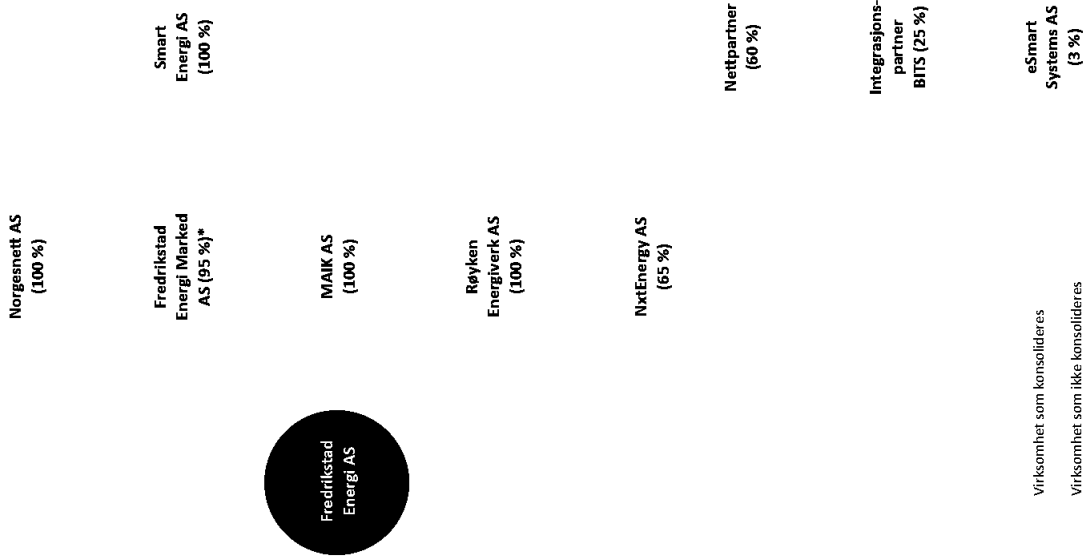 Norgesnett AS
(100 %)
Fredrikstad
Energi Marked
AS (95 %)*
Smart
Energi AS
(100 %)
Fredrikstad
Energi AS
MAIK AS
(100 %)
Røyken
Energiverk AS
(100 %)
NxtEnergy AS
(65 %)
Nettpartner
(60 %)
Integrasjons-
partner
BITS (25 %)
eSmart
Systems AS
(3 %)
Virksomhet som konsolideres
Virksomhet som ikke konsolideres